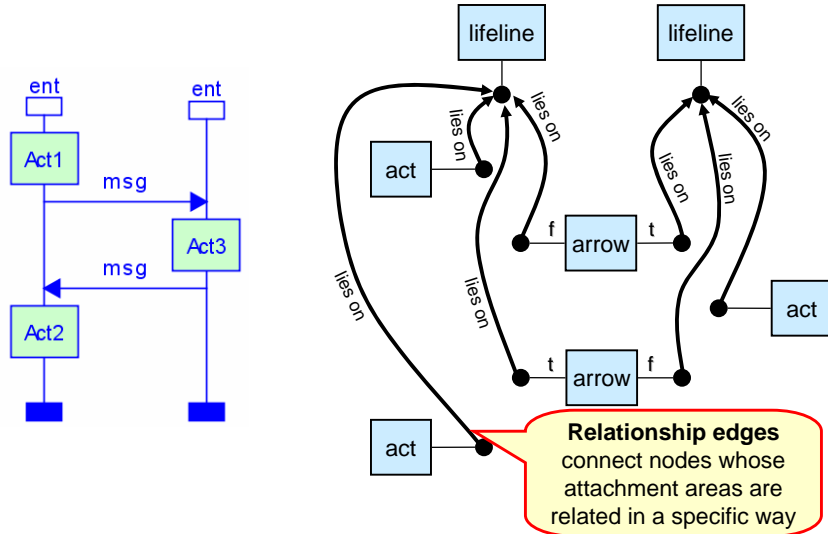 ent
ent
Act1
msg
Act3
msg
Act2
lifeline
lifeline
lies on
lies on
lies on
lies on
lies on
act
f
arrow
t
lies on
lies on
act
t
arrow
f
act
Relationship edges
connect nodes whose
attachment areas are
related in a specific way